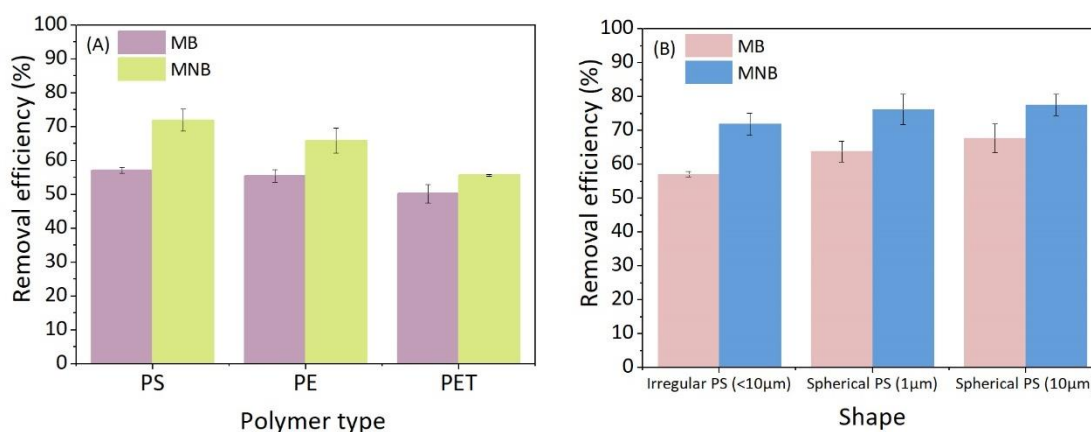 (A)
MB
MNB
Removal efficiency (%)
100
90
80
70
60
50
40
30
20
10
0
PS PE PET
Polymer type
(B)
MB
MNB
Removal efficiency (%)
100
90
80
70
60
50
40
30
20
10
0
Irregular PS (<10μm) Spherical PS (1μm) Spherical PS (10μm
Shape